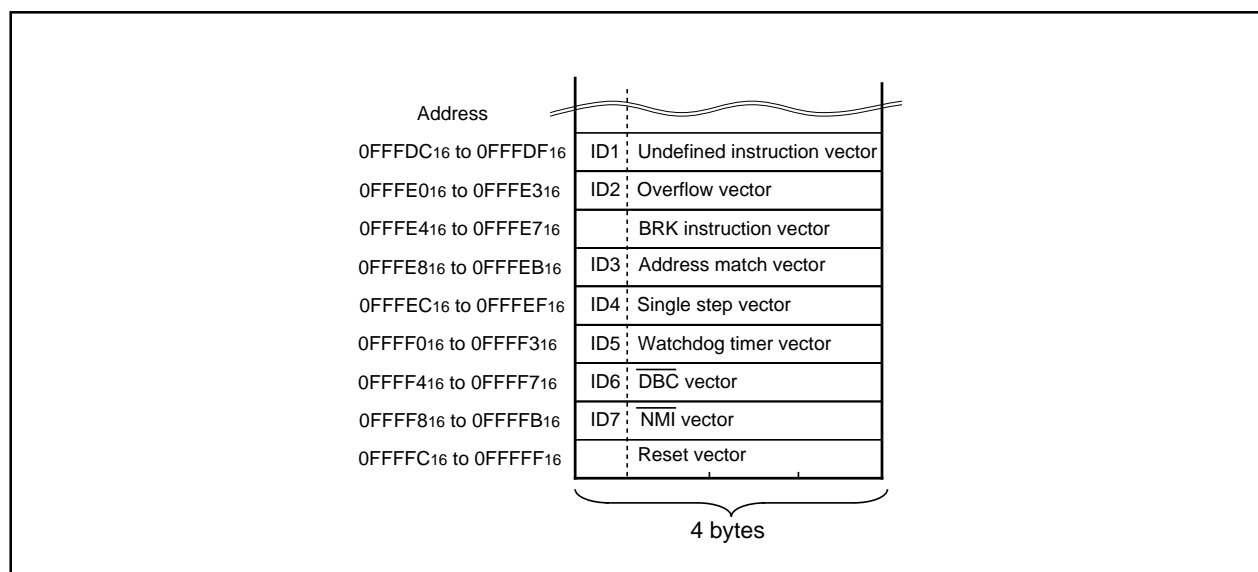 Address
0FFFDC16 to 0FFFDF16 ID1 Undefined instruction vector
0FFFE016 to 0FFFE316 ID2 Overflow vector
0FFFE416 to 0FFFE716 BRK instruction vector
0FFFE816 to 0FFFEB16 ID3 Address match vector
0FFFEC16 to 0FFFEF16 ID4 Single step vector
0FFFF016 to 0FFFF316 ID5 Watchdog timer vector
0FFFF416 to 0FFFF716 ID6 D̅B̅C̅ vector
0FFFF816 to 0FFFFB16 ID7 N̅M̅I̅ vector
0FFFFC16 to 0FFFFF16 Reset vector
4 bytes